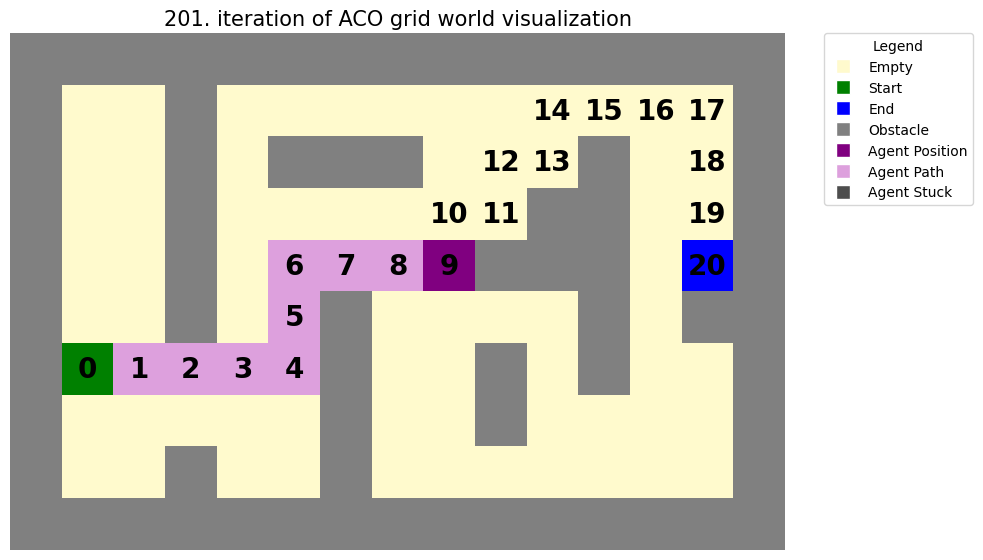 201. iteration of ACO grid world visualization
14 15 16 17
12 13 18
10 11 19
6 7 8 9 20
5
0 1 2 3 4
Legend
Empty
Start
End
Obstacle
Agent Position
Agent Path
Agent Stuck